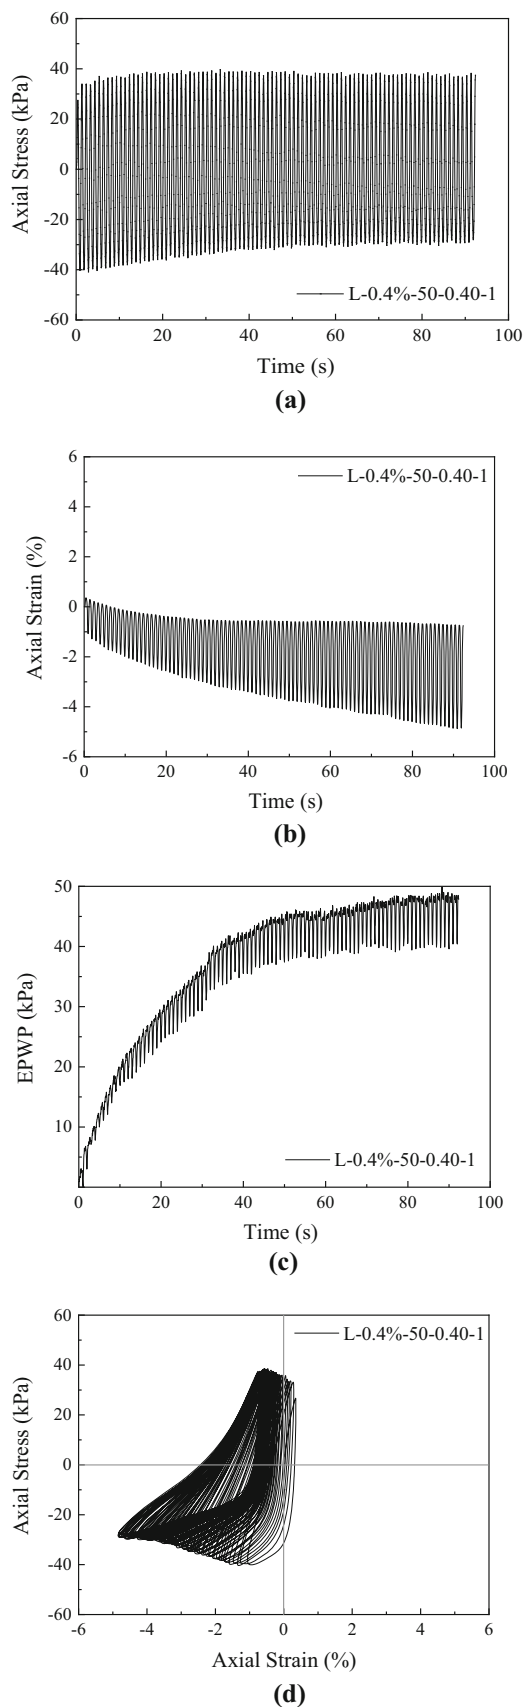 60
40
20
0
-20
-40
-60
Axial Stress (kPa)
L-0.4%-50-0.40-1
0 20 40 60 80 100
Time (s)
(a)
6
4
2
0
-2
-4
-6
Axial Strain (%)
L-0.4%-50-0.40-1
0 20 40 60 80 100
Time (s)
(b)
50
40
30
20
10
EPWP (kPa)
L-0.4%-50-0.40-1
0 20 40 60 80 100
Time (s)
(c)
60
40
20
0
-20
-40
-60
Axial Stress (kPa)
L-0.4%-50-0.40-1
-6 -4 -2 0 2 4 6
Axial Strain (%)
(d)